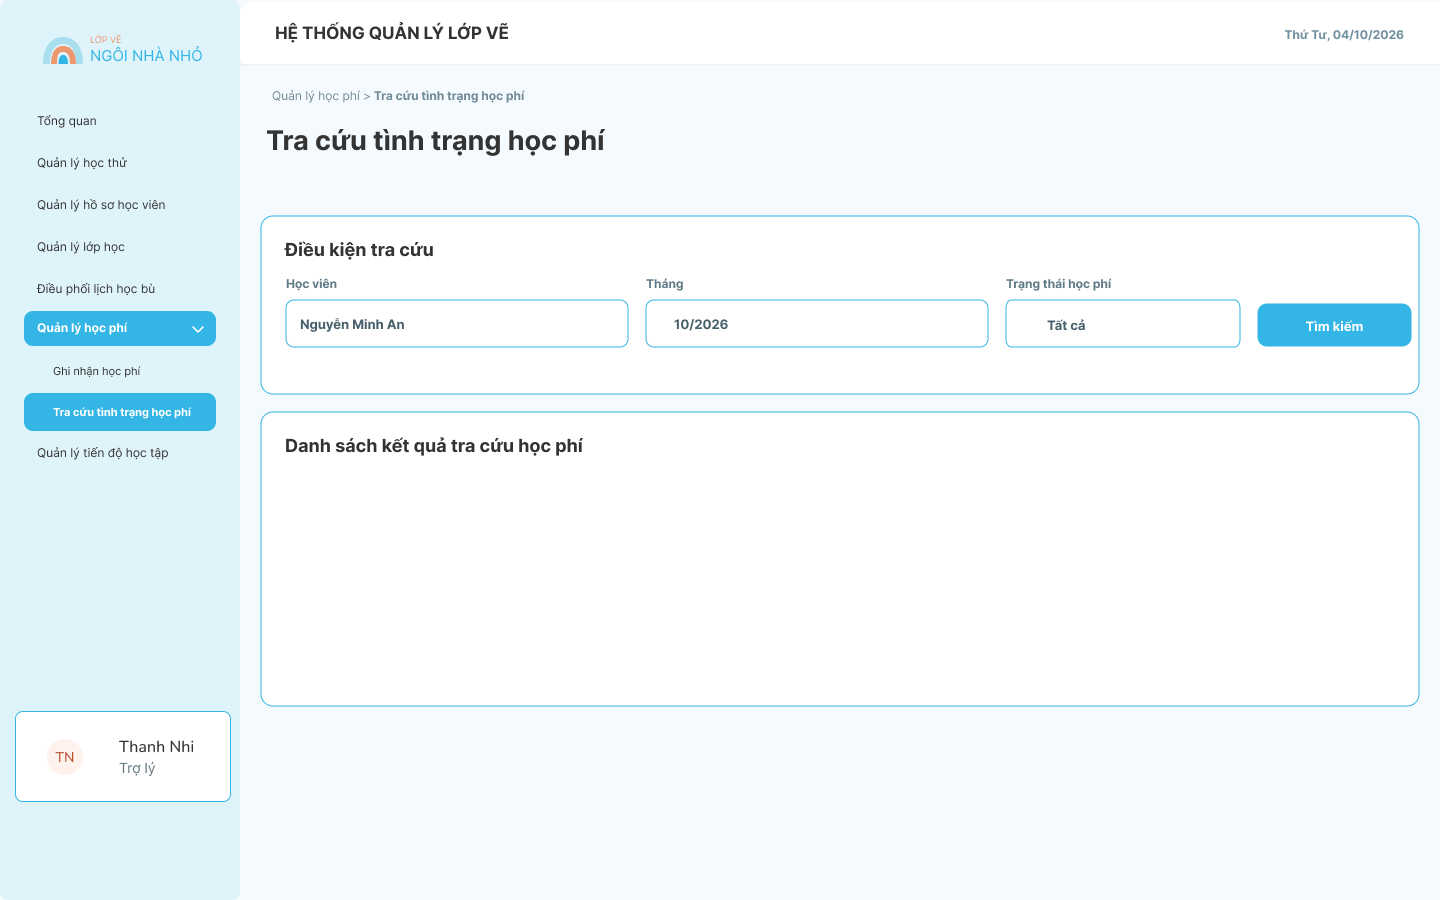 LỚP VẼ
NGÔI NHÀ NHỎ
Tổng quan
Quản lý học thử
Quản lý hồ sơ học viên
Quản lý lớp học
Điều phối lịch học bù
Quản lý học phí
Ghi nhận học phí
Tra cứu tình trạng học phí
Quản lý tiến độ học tập
TN
Thanh Nhi
Trợ lý
HỆ THỐNG QUẢN LÝ LỚP VẼ
Thứ Tư, 04/10/2026
Quản lý học phí > Tra cứu tình trạng học phí
Tra cứu tình trạng học phí
Điều kiện tra cứu
Học viên
Tháng
Trạng thái học phí
Nguyễn Minh An
10/2026
Tất cả
Tìm kiếm
Danh sách kết quả tra cứu học phí